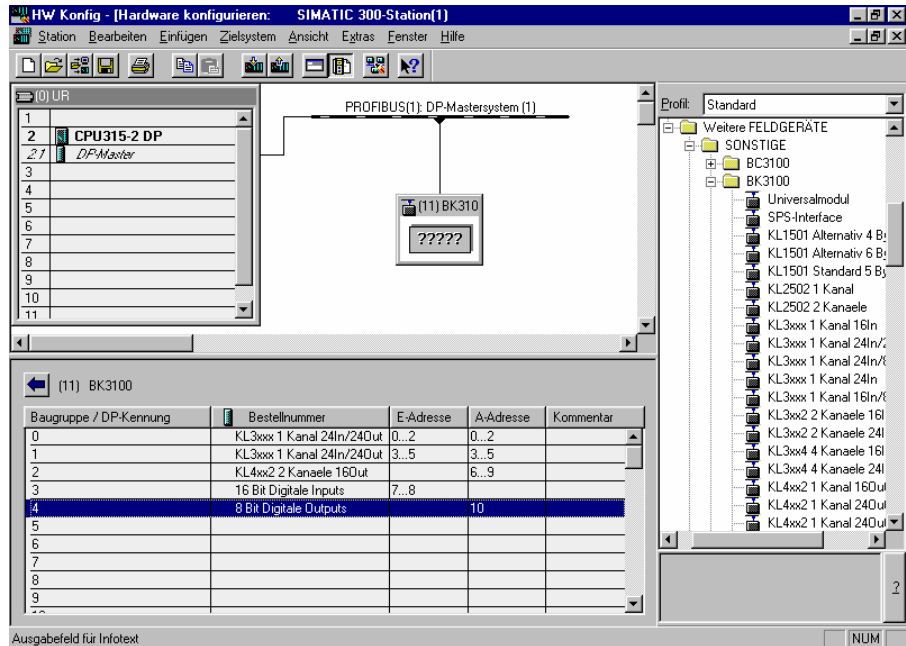 HW Konfig - [Hardware konfigurieren: SIMATIC 300-Station(1)
Station Bearbeiten Einfügen Zielsystem Ansicht Extras Fenster Hilfe
(0) UR
1
2 CPU315-2 DP
2.1 DP-Master
3
4
5
6
7
8
9
10
11
PROFIBUS(1): DP-Mastersystem (1)
(11) BK310
?????
Profil: Standard
Weitere FELDGERÄTE
SONSTIGE
BC3100
BK3100
Universalmodul
SPS-Interface
KL1501 Alternativ 4 By
KL1501 Alternativ 6 By
KL1501 Standard 5 By
KL2502 1 Kanal
KL2502 2 Kanaele
KL3xxx 1 Kanal 16In
KL3xxx 1 Kanal 24In/2
KL3xxx 1 Kanal 24In/8
KL3xxx 1 Kanal 24In
KL3xxx 1 Kanal 16In/8
KL3xx2 2 Kanaele 16I
KL3xx2 2 Kanaele 24I
KL3xx4 4 Kanaele 16I
KL3xx4 4 Kanaele 24I
KL4xx2 1 Kanal 16Out
KL4xx2 1 Kanal 24Out
KL4xx2 1 Kanal 24Out
(11) BK3100
Baugruppe / DP-Kennung Bestellnummer E-Adresse A-Adresse Kommentar
0 KL3xxx 1 Kanal 24In/24Out 0...2 0...2
1 KL3xxx 1 Kanal 24In/24Out 3...5 3...5
2 KL4xx2 2 Kanaele 16Out 6...9
3 16 Bit Digitale Inputs 7...8
4 8 Bit Digitale Outputs 10
5
6
7
8
9
?
Ausgabefeld für Infotext NUM